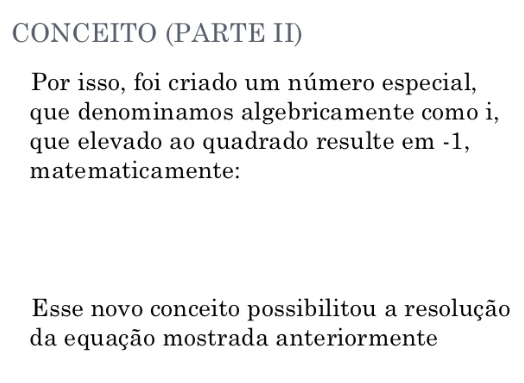 CONCEITO (PARTE II)
Por isso, foi criado um número especial,
que denominamos algebricamente como i,
que elevado ao quadrado resulte em -1,
matematicamente:
Esse novo conceito possibilitou a resolução
da equação mostrada anteriormente